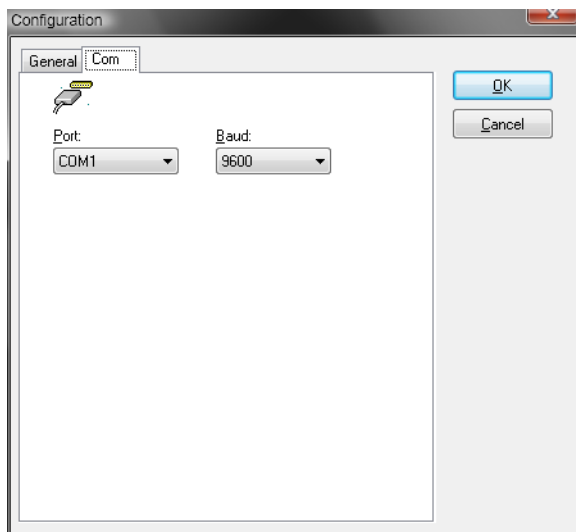 Configuration
General Com
OK
Cancel
Port: Baud:
COM1 9600